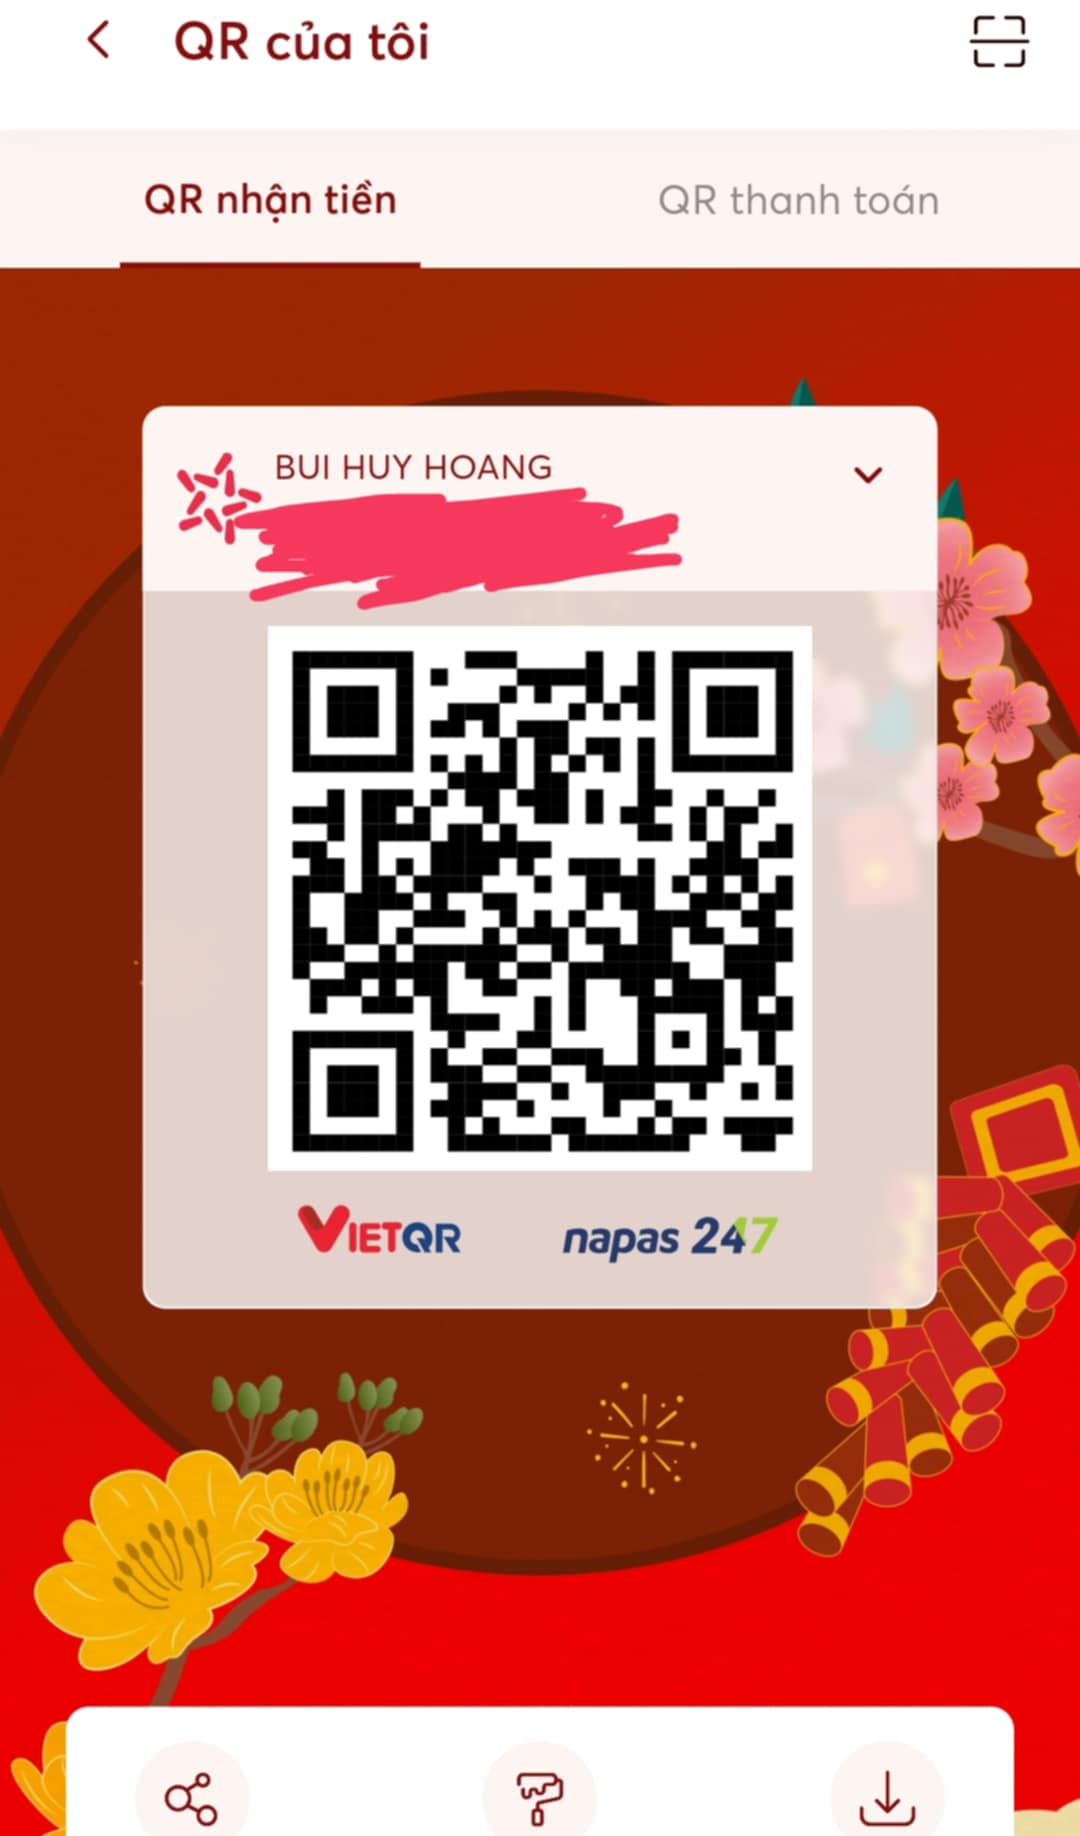 QR của tôi
QR nhận tiền
QR thanh toán
BUI HUY HOANG
VIETQR
napas 247